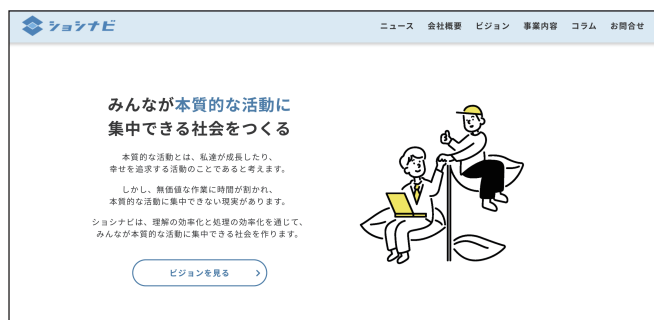 ショシナビ
ニュース 会社概要 ビジョン 事業内容 コラム お問合せ
みんなが本質的な活動に
集中できる社会をつくる
本質的な活動とは、私達が成長したり、
幸せを追求する活動のことであると考えます。
しかし、無価値な作業に時間が割かれ、
本質的な活動に集中できない現実があります。
ショシナビは、理解の効率化と処理の効率化を通じて、
みんなが本質的な活動に集中できる社会を作ります。
ビジョンを見る